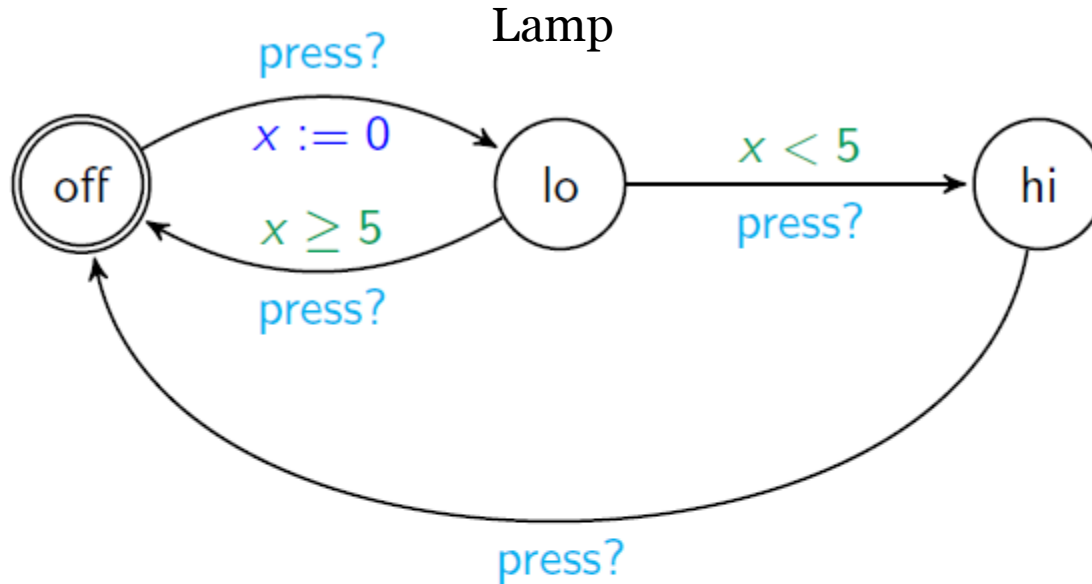 Lamp
press?
x := 0
off
lo
hi
x < 5
press?
x ≥ 5
press?
press?